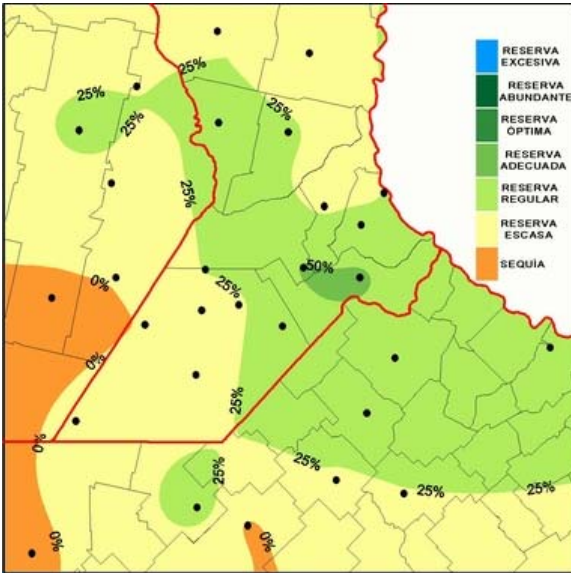 25%
25%
25%
25%
25%
0%
50%
25%
0%
25%
0%
25%
25%
25%
25%
0%
0%
RESERVA
EXCESIVA
RESERVA
ABUNDANTE
RESERVA
ÓPTIMA
RESERVA
ADECUADA
RESERVA
REGULAR
RESERVA
ESCASA
SEQUÌA